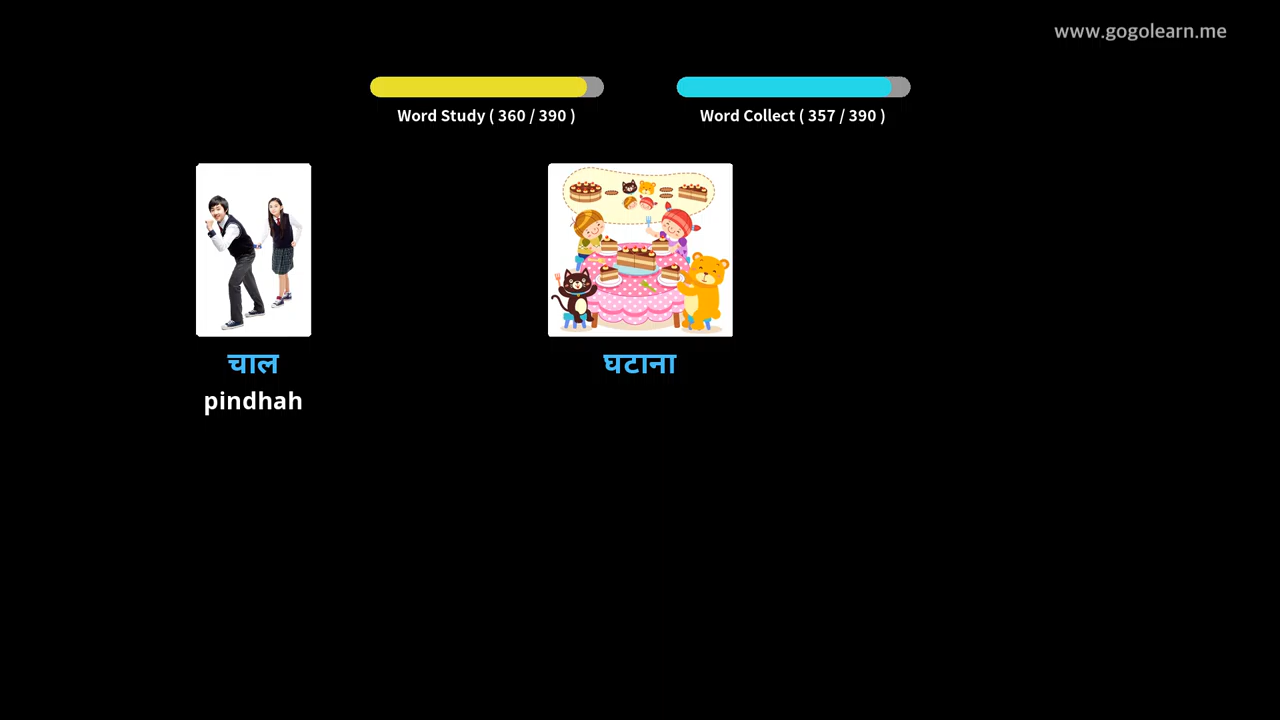 www.gogolearn.me
Word Study ( 360 / 390 )
Word Collect ( 357 / 390 )
चाल
pindhah
घटाना